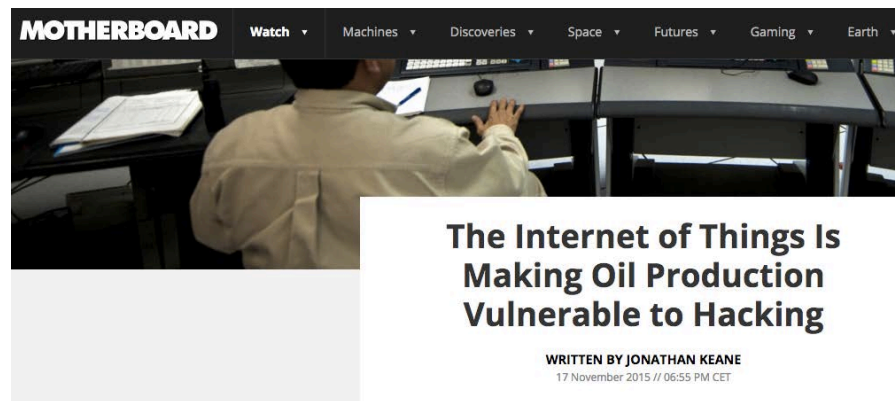 MOTHERBOARD Watch ▾ Machines ▾ Discoveries ▾ Space ▾ Futures ▾ Gaming ▾ Earth ▾
The Internet of Things Is
Making Oil Production
Vulnerable to Hacking
WRITTEN BY JONATHAN KEANE
17 November 2015 // 06:55 PM CET